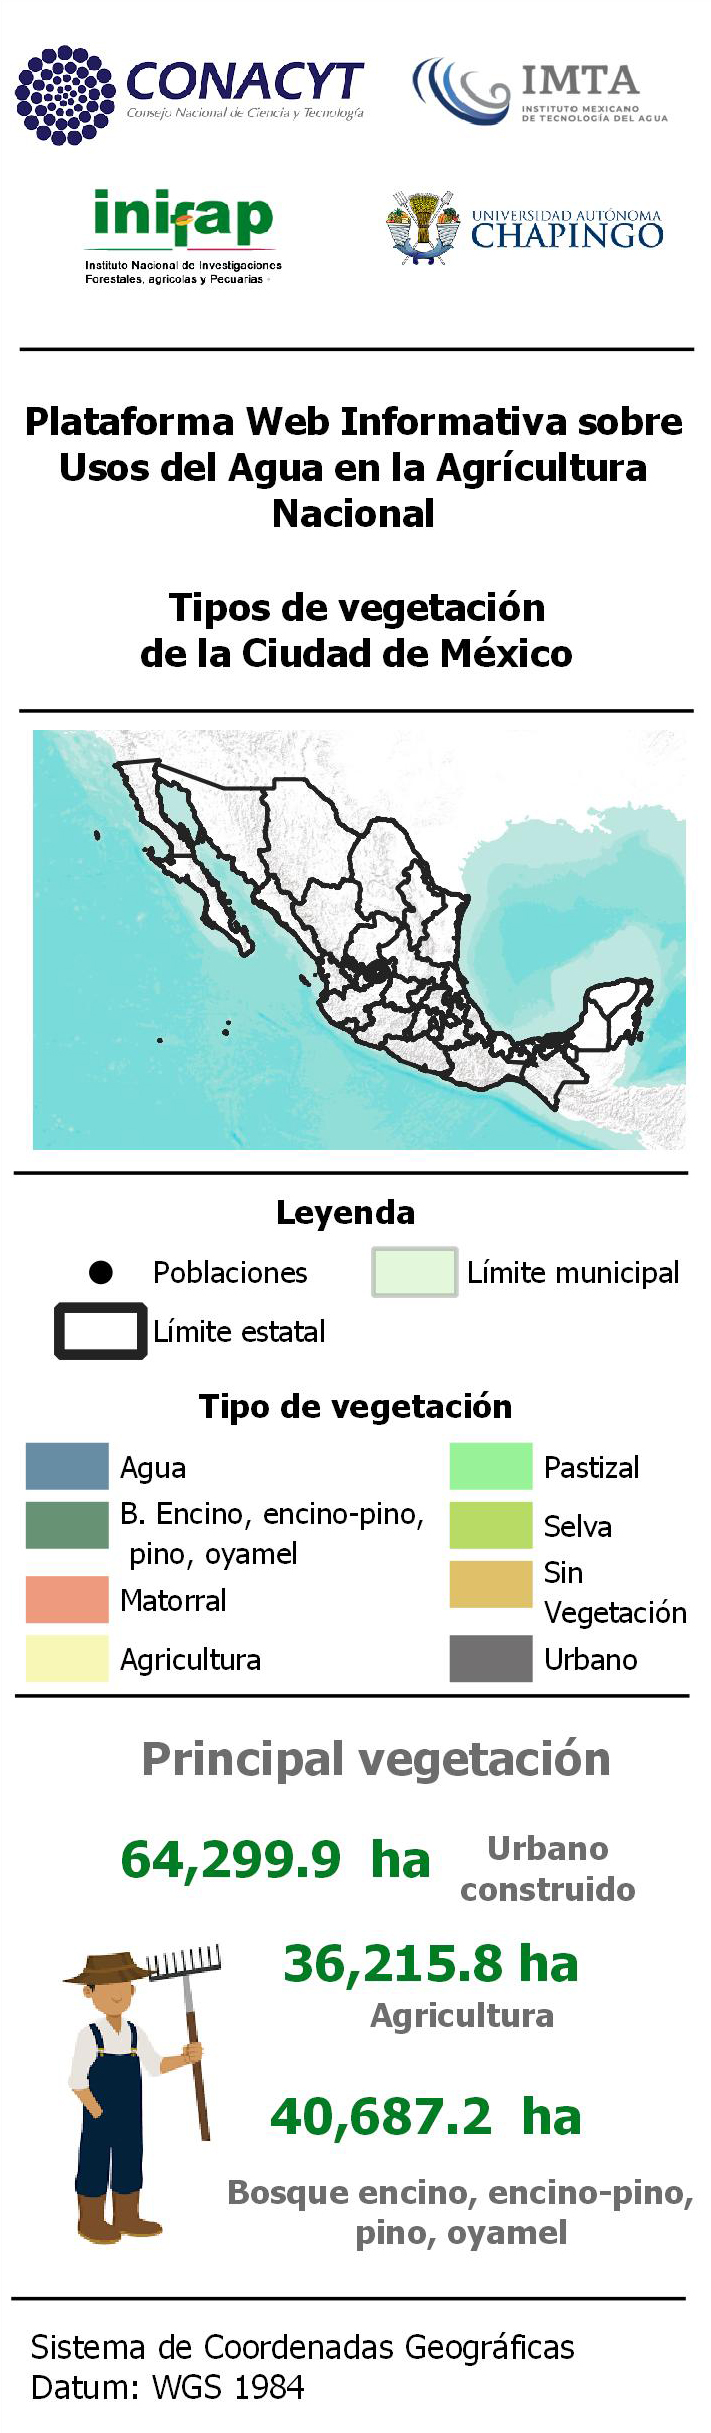 CONACYT
Consejo Nacional de Ciencia y Tecnología
IMTA
INSTITUTO MEXICANO
DE TECNOLOGÍA DEL AGUA
inifap
Instituto Nacional de Investigaciones
Forestales, agricolas y Pecuarias
UNIVERSIDAD AUTÓNOMA
CHAPINGO
Plataforma Web Informativa sobre
Usos del Agua en la Agrícultura
Nacional
Tipos de vegetación
de la Ciudad de México
Leyenda
Poblaciones
Límite municipal
Límite estatal
Tipo de vegetación
Agua
B. Encino, encino-pino,
pino, oyamel
Matorral
Agricultura
Pastizal
Selva
Sin
Vegetación
Urbano
Principal vegetación
64,299.9 ha
Urbano
construido
36,215.8 ha
Agricultura
40,687.2 ha
Bosque encino, encino-pino,
pino, oyamel
Sistema de Coordenadas Geográficas
Datum: WGS 1984